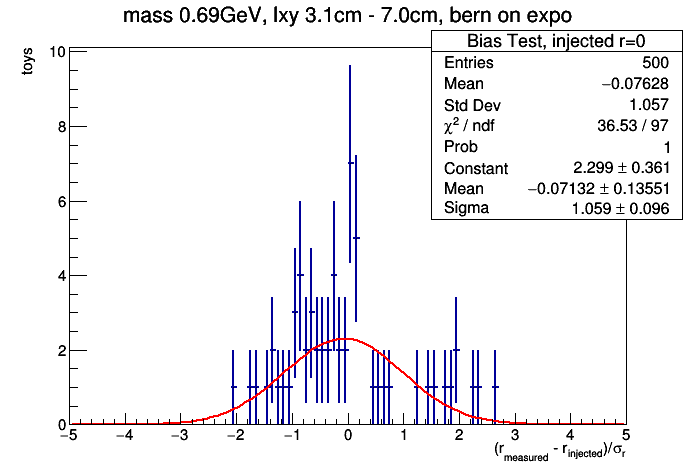 mass 0.69GeV, lxy 3.1cm - 7.0cm, bern on expo
toys
Bias Test, injected r=0
Entries 500
Mean −0.07628
Std Dev 1.057
χ² / ndf 36.53 / 97
Prob 1
Constant 2.299 ± 0.361
Mean −0.07132 ± 0.13551
Sigma 1.059 ± 0.096
10
8
6
4
2
0
−5 −4 −3 −2 −1 0 1 2 3 4 5
(r_measured - r_injected)/σ_r